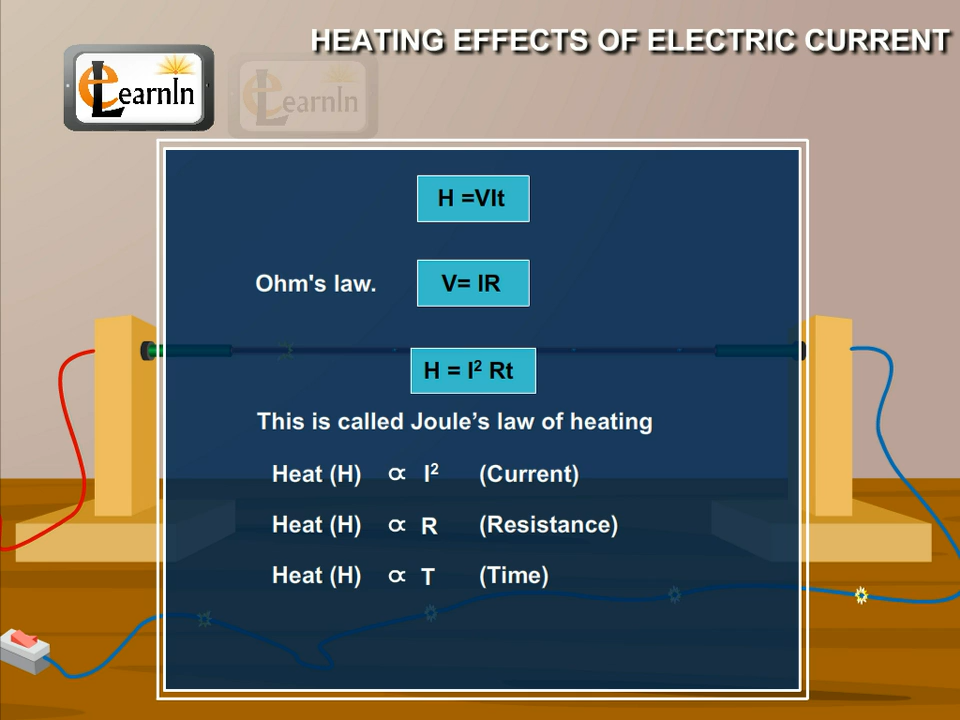 HEATING EFFECTS OF ELECTRIC CURRENT
eLearnIn
eLearnIn
H =VIt
Ohm's law. V= IR
H = I² Rt
This is called Joule’s law of heating
Heat (H) ∝ I² (Current)
Heat (H) ∝ R (Resistance)
Heat (H) ∝ T (Time)